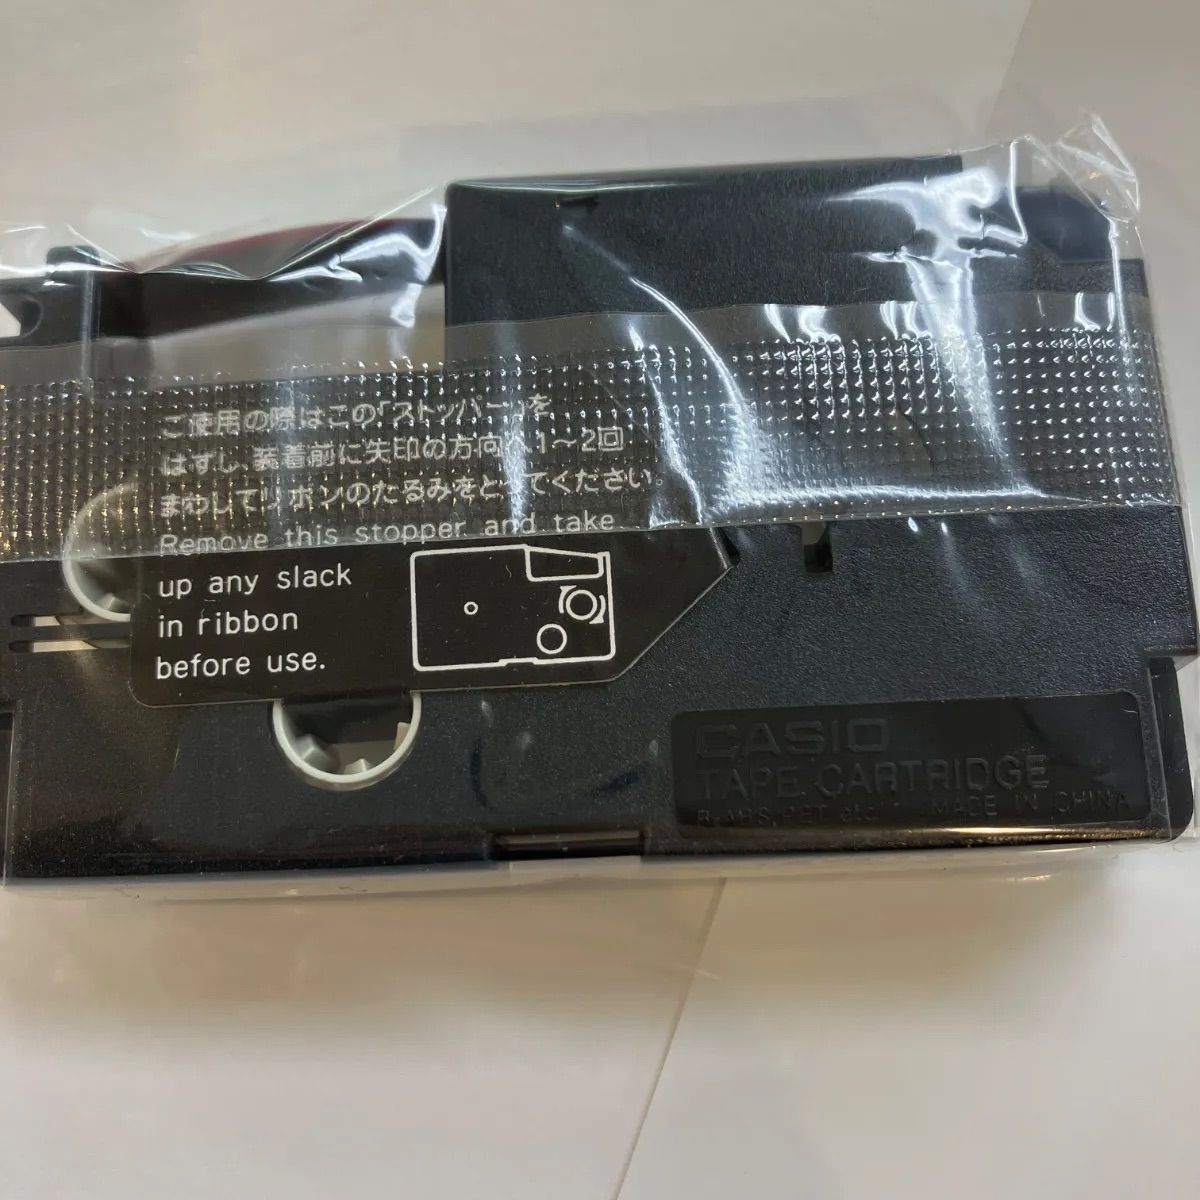 ご使用の際はこの「ストッパー」を
はずし、装着前に矢印の方向へ1〜2回
まわしてリボンのたるみをとってください。
Remove this stopper and take
up any slack
in ribbon
before use.
CASIO
TAPE CARTRIDGE
PET etc. MADE IN CHINA